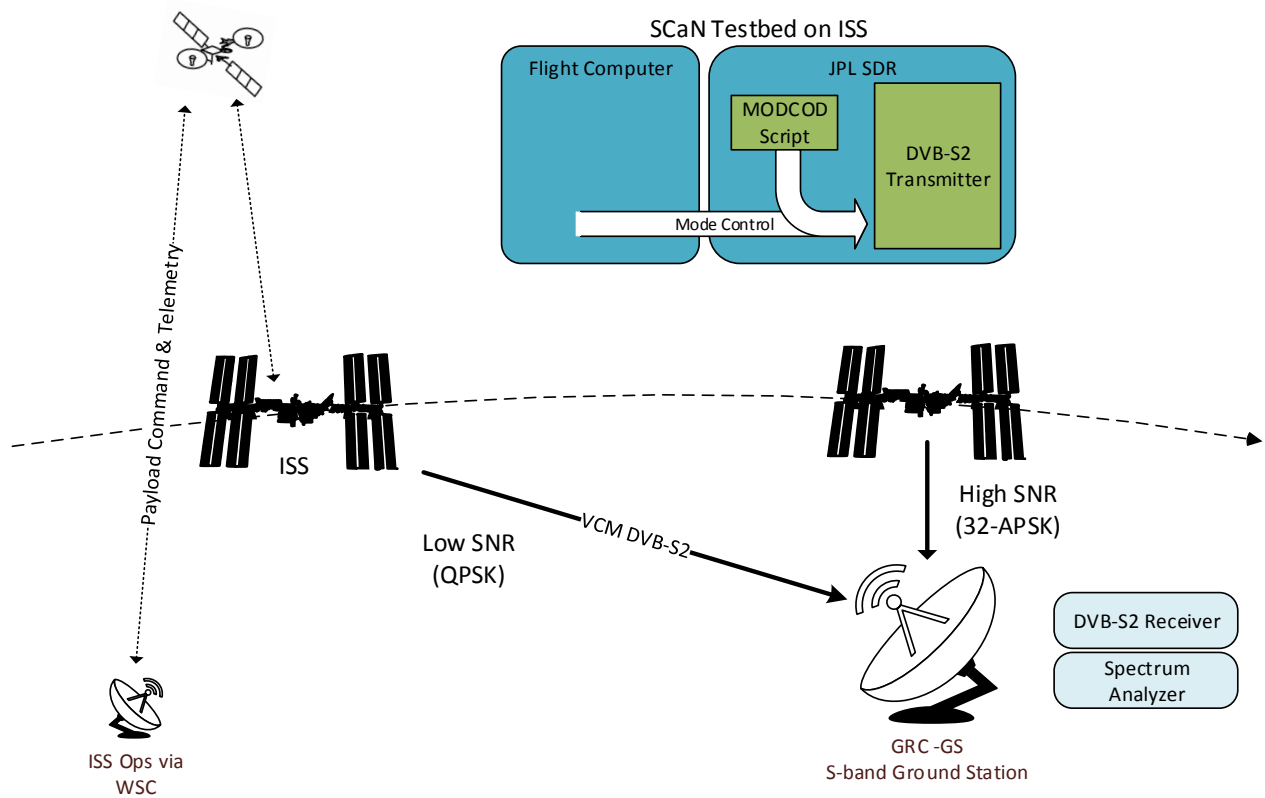 SCaN Testbed on ISS
Flight Computer
JPL SDR
MODCOD
Script
DVB-S2
Transmitter
Mode Control
Payload Command & Telemetry
ISS
Low SNR
(QPSK)
VCM DVB-S2
High SNR
(32-APSK)
DVB-S2 Receiver
Spectrum
Analyzer
ISS Ops via
WSC
GRC -GS
S-band Ground Station